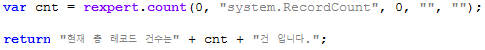 var cnt = rexpert.count(0, "system.RecordCount", 0, "", "");
return "현재 총 레코드 건수는" + cnt + "건 입니다.";